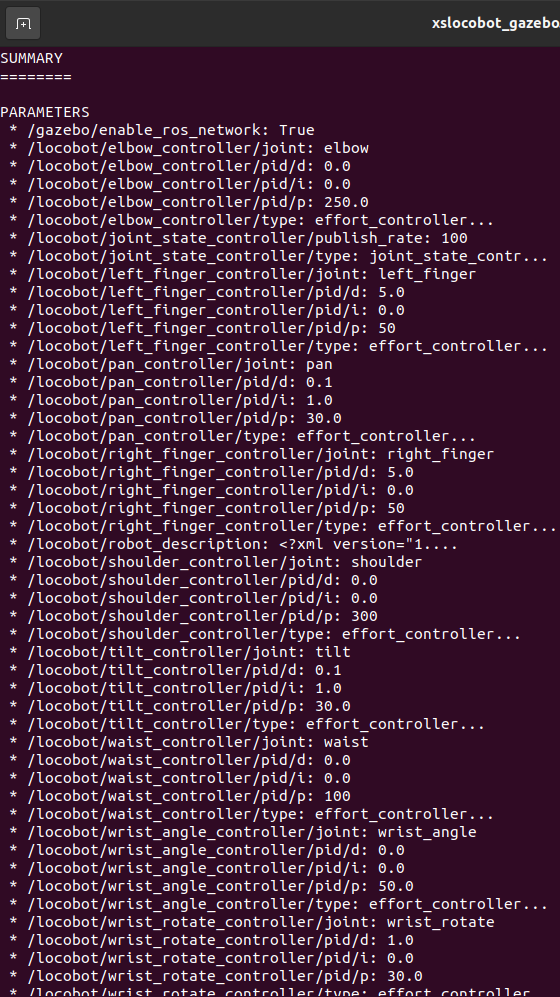 xslocobot_gazebo
SUMMARY
========
PARAMETERS
* /gazebo/enable_ros_network: True
* /locobot/elbow_controller/joint: elbow
* /locobot/elbow_controller/pid/d: 0.0
* /locobot/elbow_controller/pid/i: 0.0
* /locobot/elbow_controller/pid/p: 250.0
* /locobot/elbow_controller/type: effort_controller...
* /locobot/joint_state_controller/publish_rate: 100
* /locobot/joint_state_controller/type: joint_state_contr...
* /locobot/left_finger_controller/joint: left_finger
* /locobot/left_finger_controller/pid/d: 5.0
* /locobot/left_finger_controller/pid/i: 0.0
* /locobot/left_finger_controller/pid/p: 50
* /locobot/left_finger_controller/type: effort_controller...
* /locobot/pan_controller/joint: pan
* /locobot/pan_controller/pid/d: 0.1
* /locobot/pan_controller/pid/i: 1.0
* /locobot/pan_controller/pid/p: 30.0
* /locobot/pan_controller/type: effort_controller...
* /locobot/right_finger_controller/joint: right_finger
* /locobot/right_finger_controller/pid/d: 5.0
* /locobot/right_finger_controller/pid/i: 0.0
* /locobot/right_finger_controller/pid/p: 50
* /locobot/right_finger_controller/type: effort_controller...
* /locobot/robot_description: <?xml version="1....
* /locobot/shoulder_controller/joint: shoulder
* /locobot/shoulder_controller/pid/d: 0.0
* /locobot/shoulder_controller/pid/i: 0.0
* /locobot/shoulder_controller/pid/p: 300
* /locobot/shoulder_controller/type: effort_controller...
* /locobot/tilt_controller/joint: tilt
* /locobot/tilt_controller/pid/d: 0.1
* /locobot/tilt_controller/pid/i: 1.0
* /locobot/tilt_controller/pid/p: 30.0
* /locobot/tilt_controller/type: effort_controller...
* /locobot/waist_controller/joint: waist
* /locobot/waist_controller/pid/d: 0.0
* /locobot/waist_controller/pid/i: 0.0
* /locobot/waist_controller/pid/p: 100
* /locobot/waist_controller/type: effort_controller...
* /locobot/wrist_angle_controller/joint: wrist_angle
* /locobot/wrist_angle_controller/pid/d: 0.0
* /locobot/wrist_angle_controller/pid/i: 0.0
* /locobot/wrist_angle_controller/pid/p: 50.0
* /locobot/wrist_angle_controller/type: effort_controller...
* /locobot/wrist_rotate_controller/joint: wrist_rotate
* /locobot/wrist_rotate_controller/pid/d: 1.0
* /locobot/wrist_rotate_controller/pid/i: 0.0
* /locobot/wrist_rotate_controller/pid/p: 30.0
* /locobot/wrist_rotate_controller/type: effort_controller